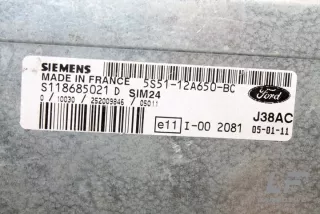 SIEMENS
MADE IN FRANCE 5S51-12A650-BC
S118685021 D SIM24
0 / 10030 / 252009846 / 05011
Ford
J38AC
e11 I-00 2081 05-01-11